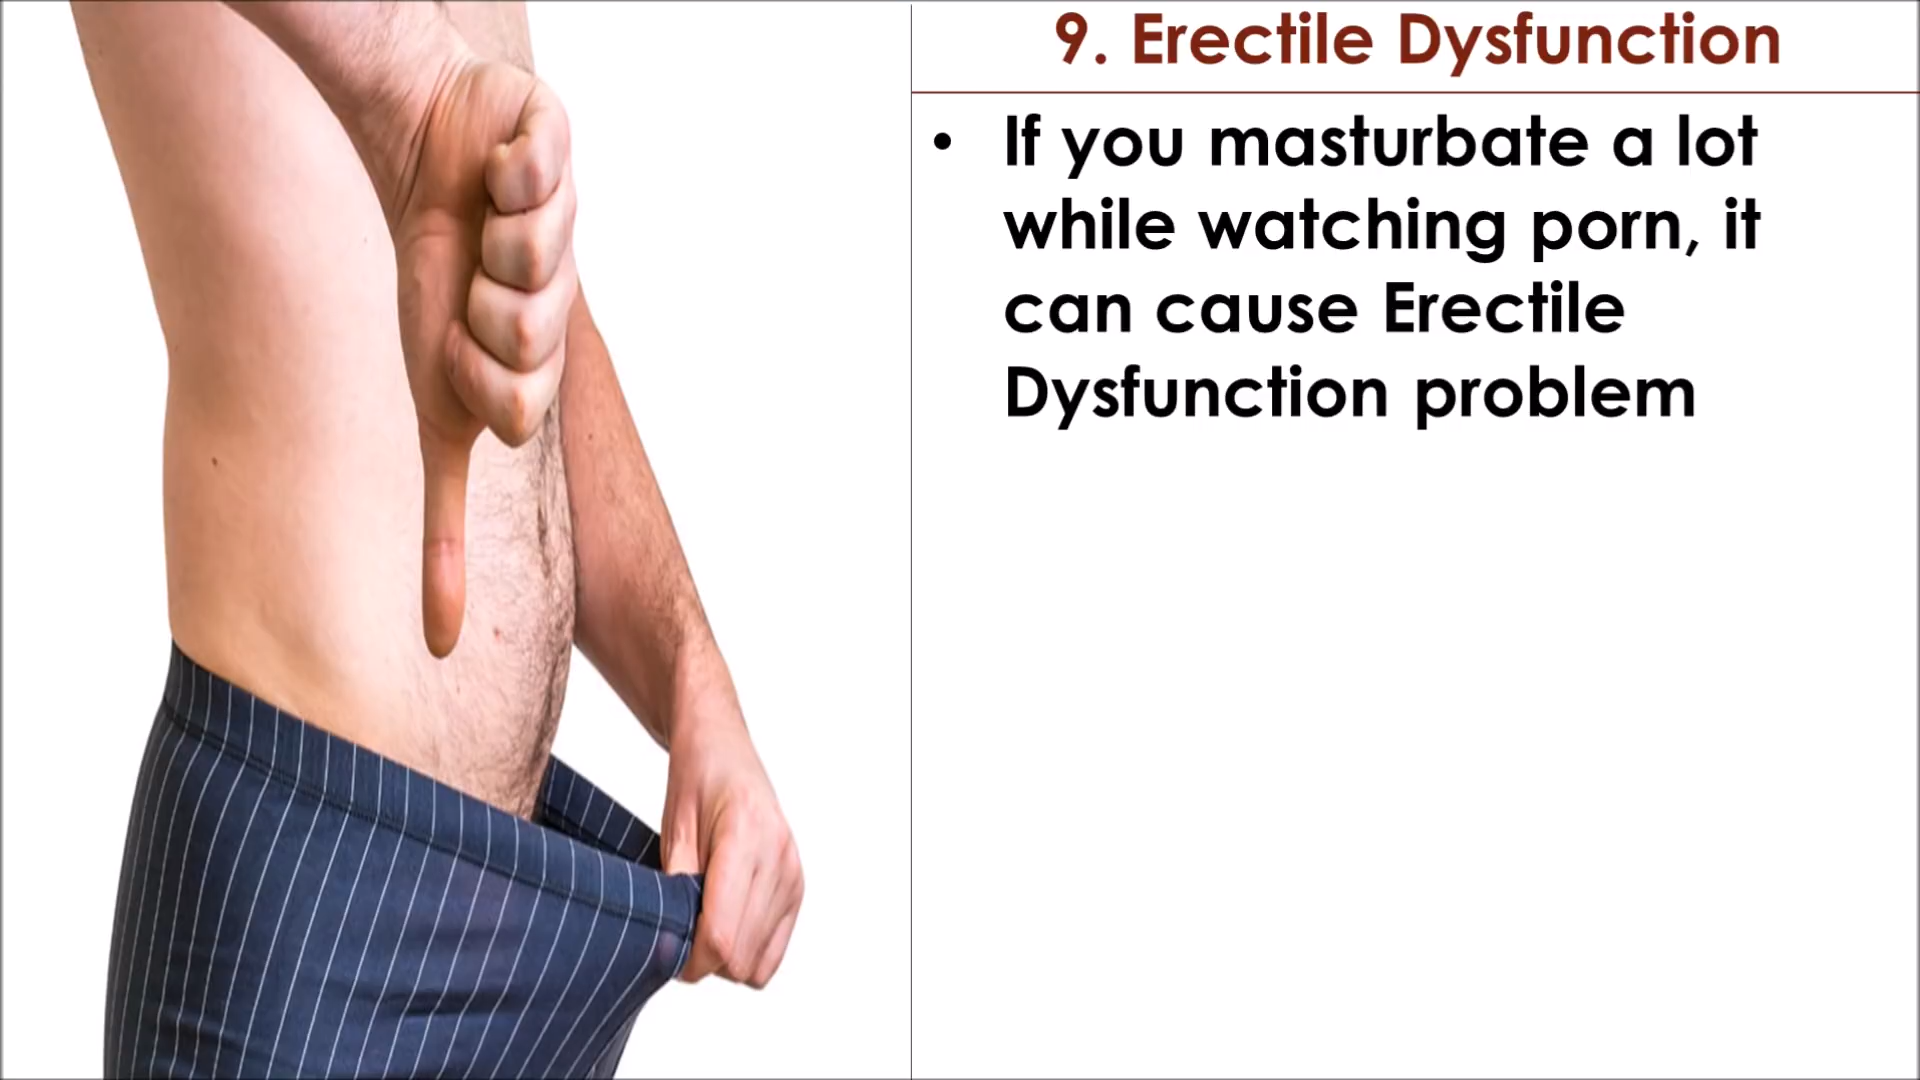 9. Erectile Dysfunction
• If you masturbate a lot
while watching porn, it
can cause Erectile
Dysfunction problem